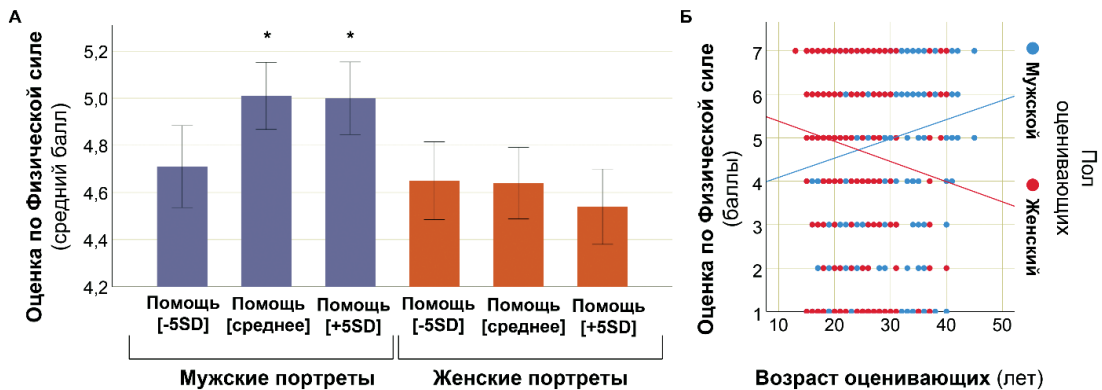 А
Оценка по Физической силе
(средний балл)
5,2
5,0
4,8
4,6
4,4
4,2
*
*
Помощь
[-5SD]
Помощь
[среднее]
Помощь
[+5SD]
Помощь
[-5SD]
Помощь
[среднее]
Помощь
[+5SD]
Мужские портреты
Женские портреты
Б
Оценка по Физической силе
(баллы)
7
6
5
4
3
2
1
10
20
30
40
50
Возраст оценивающих (лет)
Пол
оценивающих
Мужской
Женский